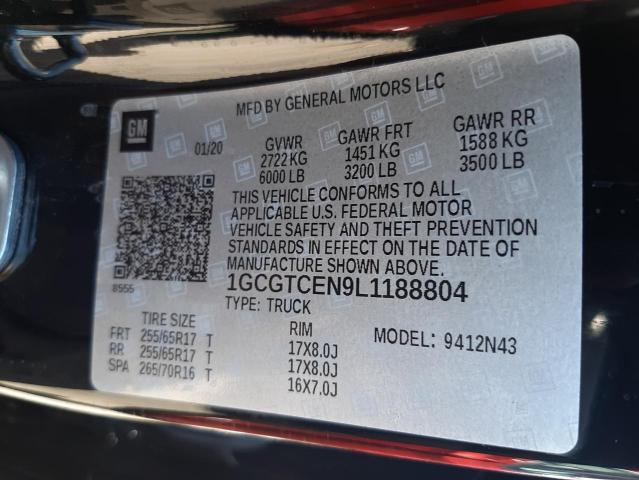 MFD BY GENERAL MOTORS LLC
GM
01/20
GVWR GAWR FRT GAWR RR
2722 KG 1451 KG 1588 KG
6000 LB 3200 LB 3500 LB
THIS VEHICLE CONFORMS TO ALL
APPLICABLE U.S. FEDERAL MOTOR
VEHICLE SAFETY AND THEFT PREVENTION
STANDARDS IN EFFECT ON THE DATE OF
MANUFACTURE SHOWN ABOVE.
8555
1GCGTCEN9L1188804
TYPE: TRUCK
TIRE SIZE RIM MODEL: 9412N43
FRT 255/65R17 T 17X8.0J
RR 255/65R17 T 17X8.0J
SPA 265/70R16 T 16X7.0J